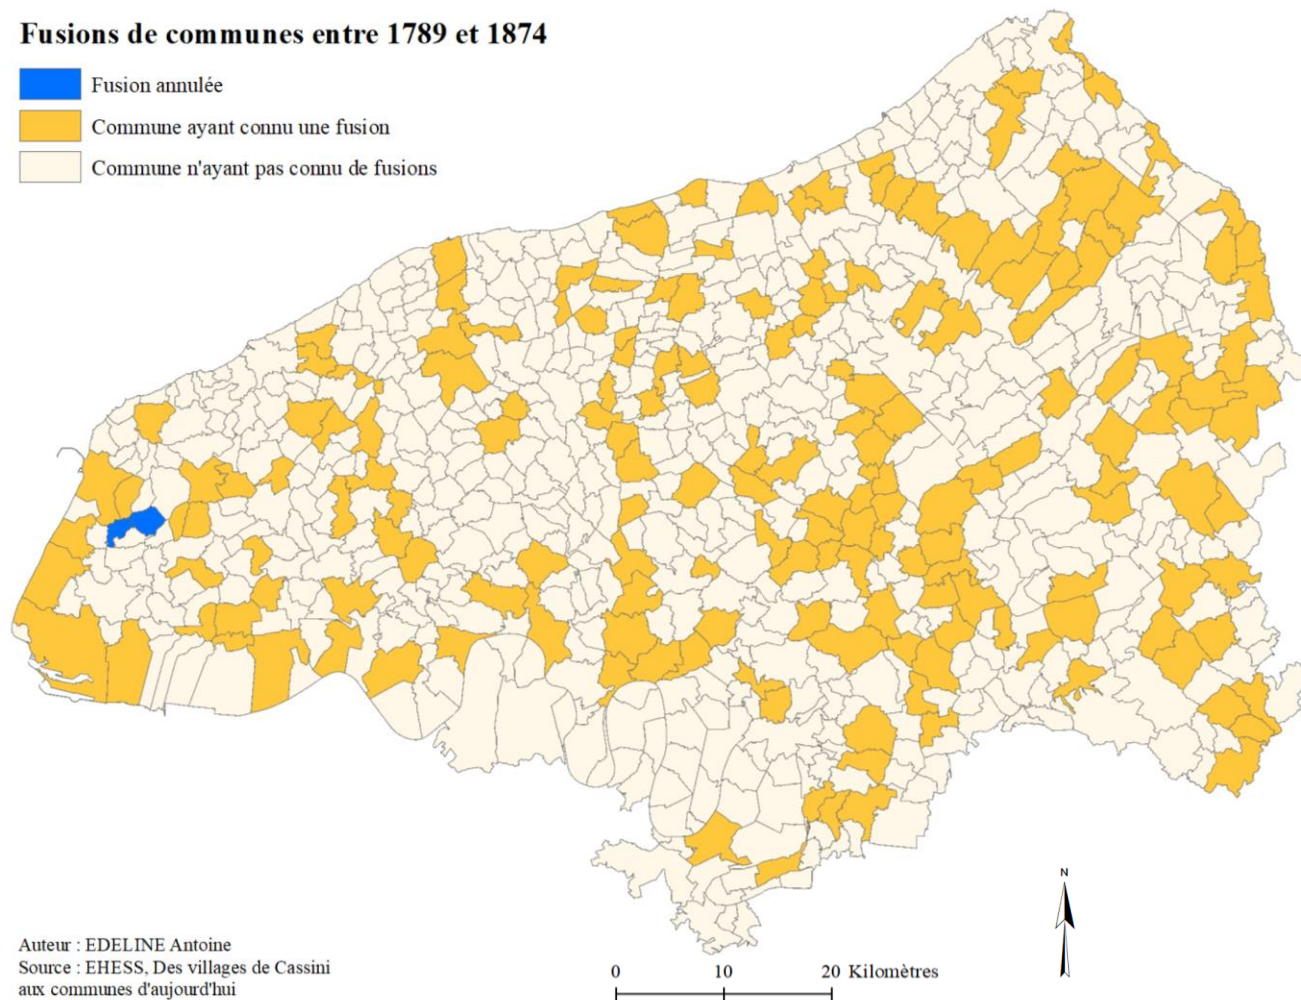 Fusions de communes entre 1789 et 1874
Fusion annulée
Commune ayant connu une fusion
Commune n'ayant pas connu de fusions
N
Auteur : EDELINE Antoine
Source : EHESS, Des villages de Cassini
aux communes d'aujourd'hui
0 10 20 Kilomètres